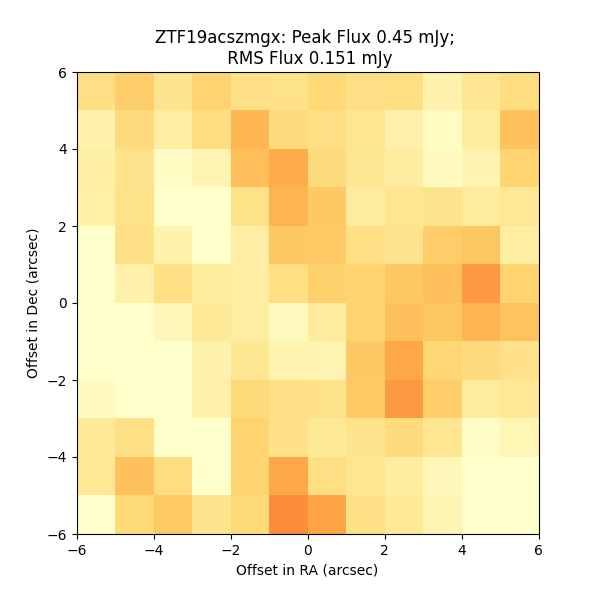 ZTF19acszmgx: Peak Flux 0.45 mJy;
RMS Flux 0.151 mJy
6
4
2
0
−2
−4
−6
Offset in Dec (arcsec)
−6 −4 −2 0 2 4 6
Offset in RA (arcsec)